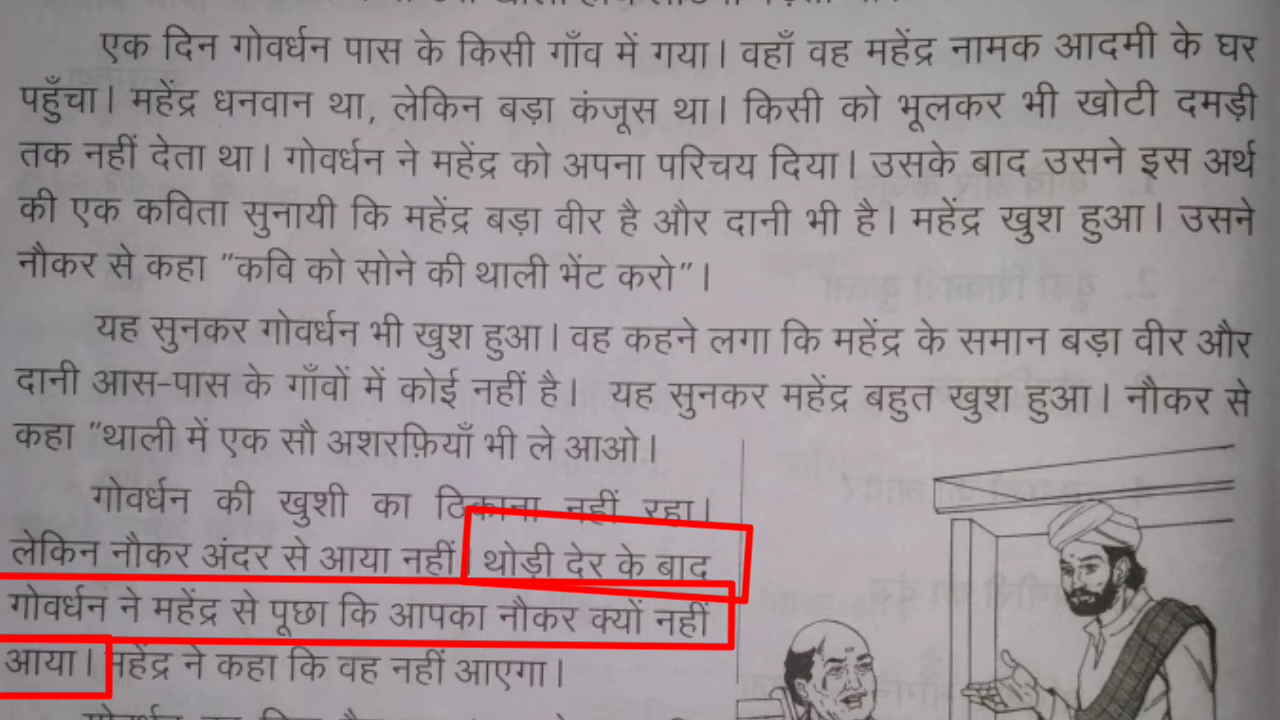 एक दिन गोवर्धन पास के किसी गाँव में गया। वहाँ वह महेंद्र नामक आदमी के घर
पहुँचा। महेंद्र धनवान था, लेकिन बड़ा कंजूस था। किसी को भूलकर भी खोटी दमड़ी
तक नहीं देता था। गोवर्धन ने महेंद्र को अपना परिचय दिया। उसके बाद उसने इस अर्थ
की एक कविता सुनायी कि महेंद्र बड़ा वीर है और दानी भी है। महेंद्र खुश हुआ। उसने
नौकर से कहा "कवि को सोने की थाली भेंट करो"।
यह सुनकर गोवर्धन भी खुश हुआ। वह कहने लगा कि महेंद्र के समान बड़ा वीर और
दानी आस-पास के गाँवों में कोई नहीं है। यह सुनकर महेंद्र बहुत खुश हुआ। नौकर से
कहा "थाली में एक सौ अशरफ़ियाँ भी ले आओ।
गोवर्धन की खुशी का ठिकाना नहीं रहा।
लेकिन नौकर अंदर से आया नहीं। थोड़ी देर के बाद
गोवर्धन ने महेंद्र से पूछा कि आपका नौकर क्यों नहीं
आया। महेंद्र ने कहा कि वह नहीं आएगा।